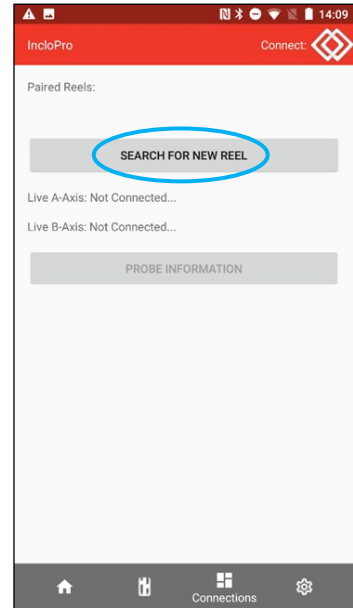 14:09
IncloPro
Connect:
Paired Reels:
SEARCH FOR NEW REEL
Live A-Axis: Not Connected...
Live B-Axis: Not Connected...
PROBE INFORMATION
Connections